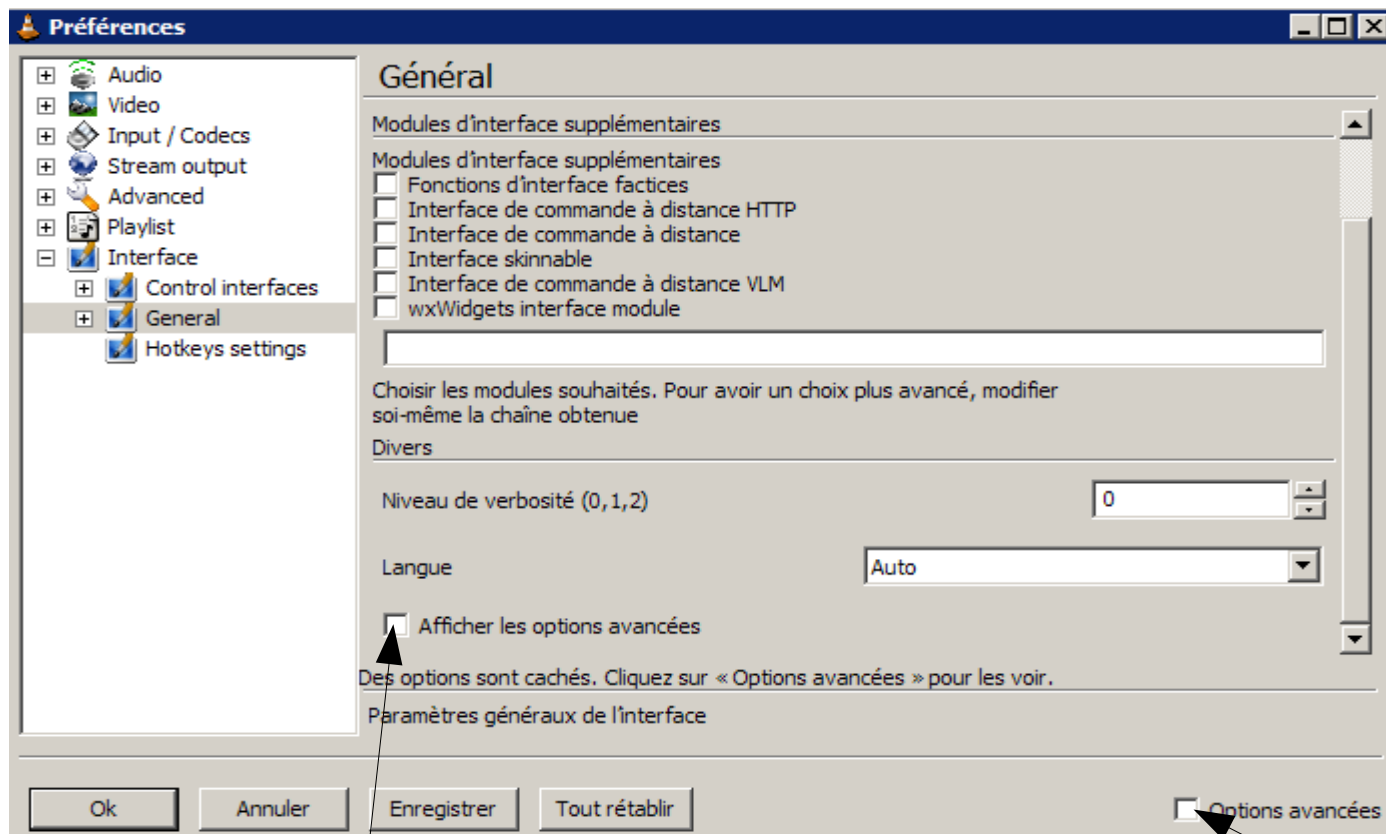 Préférences
Audio
Video
Input / Codecs
Stream output
Advanced
Playlist
Interface
Control interfaces
General
Hotkeys settings
Général
Modules d'interface supplémentaires
Modules d'interface supplémentaires
Fonctions d'interface factices
Interface de commande à distance HTTP
Interface de commande à distance
Interface skinnable
Interface de commande à distance VLM
wxWidgets interface module
Choisir les modules souhaités. Pour avoir un choix plus avancé, modifier
soi-même la chaîne obtenue
Divers
Niveau de verbosité (0,1,2)
0
Langue
Auto
Afficher les options avancées
Des options sont cachés. Cliquez sur « Options avancées » pour les voir.
Paramètres généraux de l'interface
Ok
Annuler
Enregistrer
Tout rétablir
Options avancées